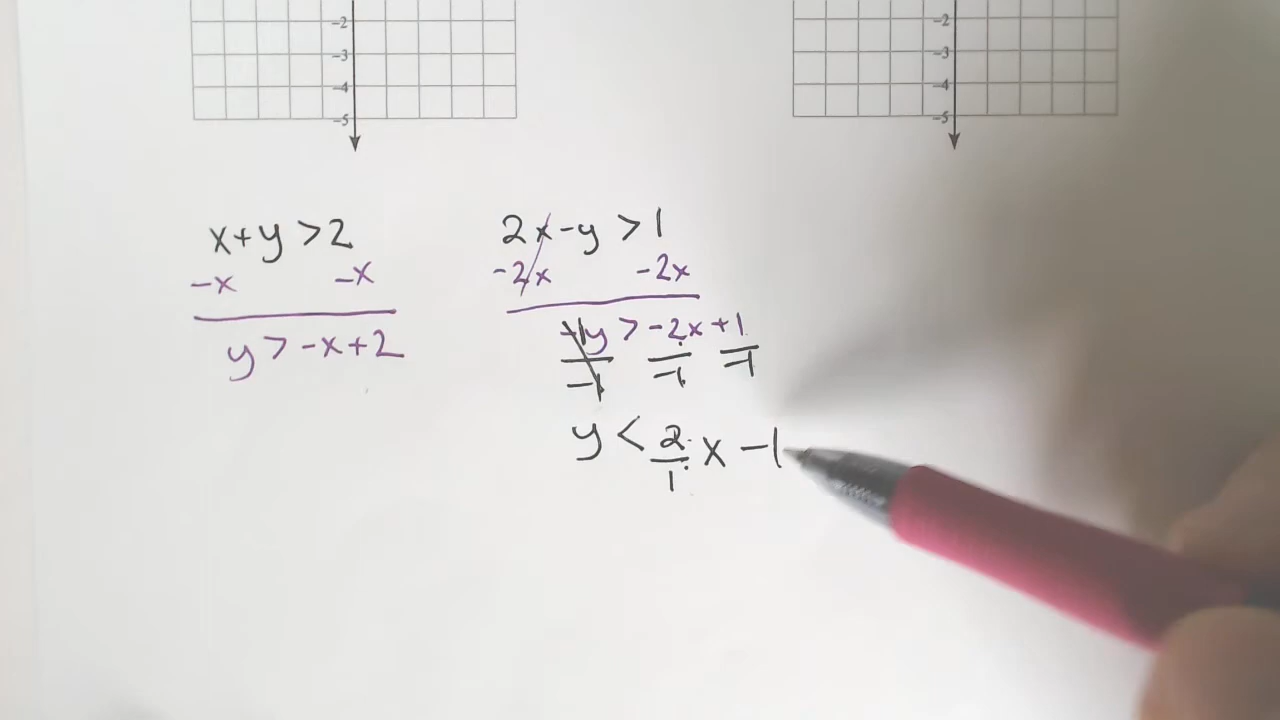 -2
-3
-4
-5
-2
-3
-4
-5
x+y >2
-x -x
y > -x+2
2x-y >1
-2x -2x
-1y > -2x+1
-1 -1 -1
y < 2/1 x -1